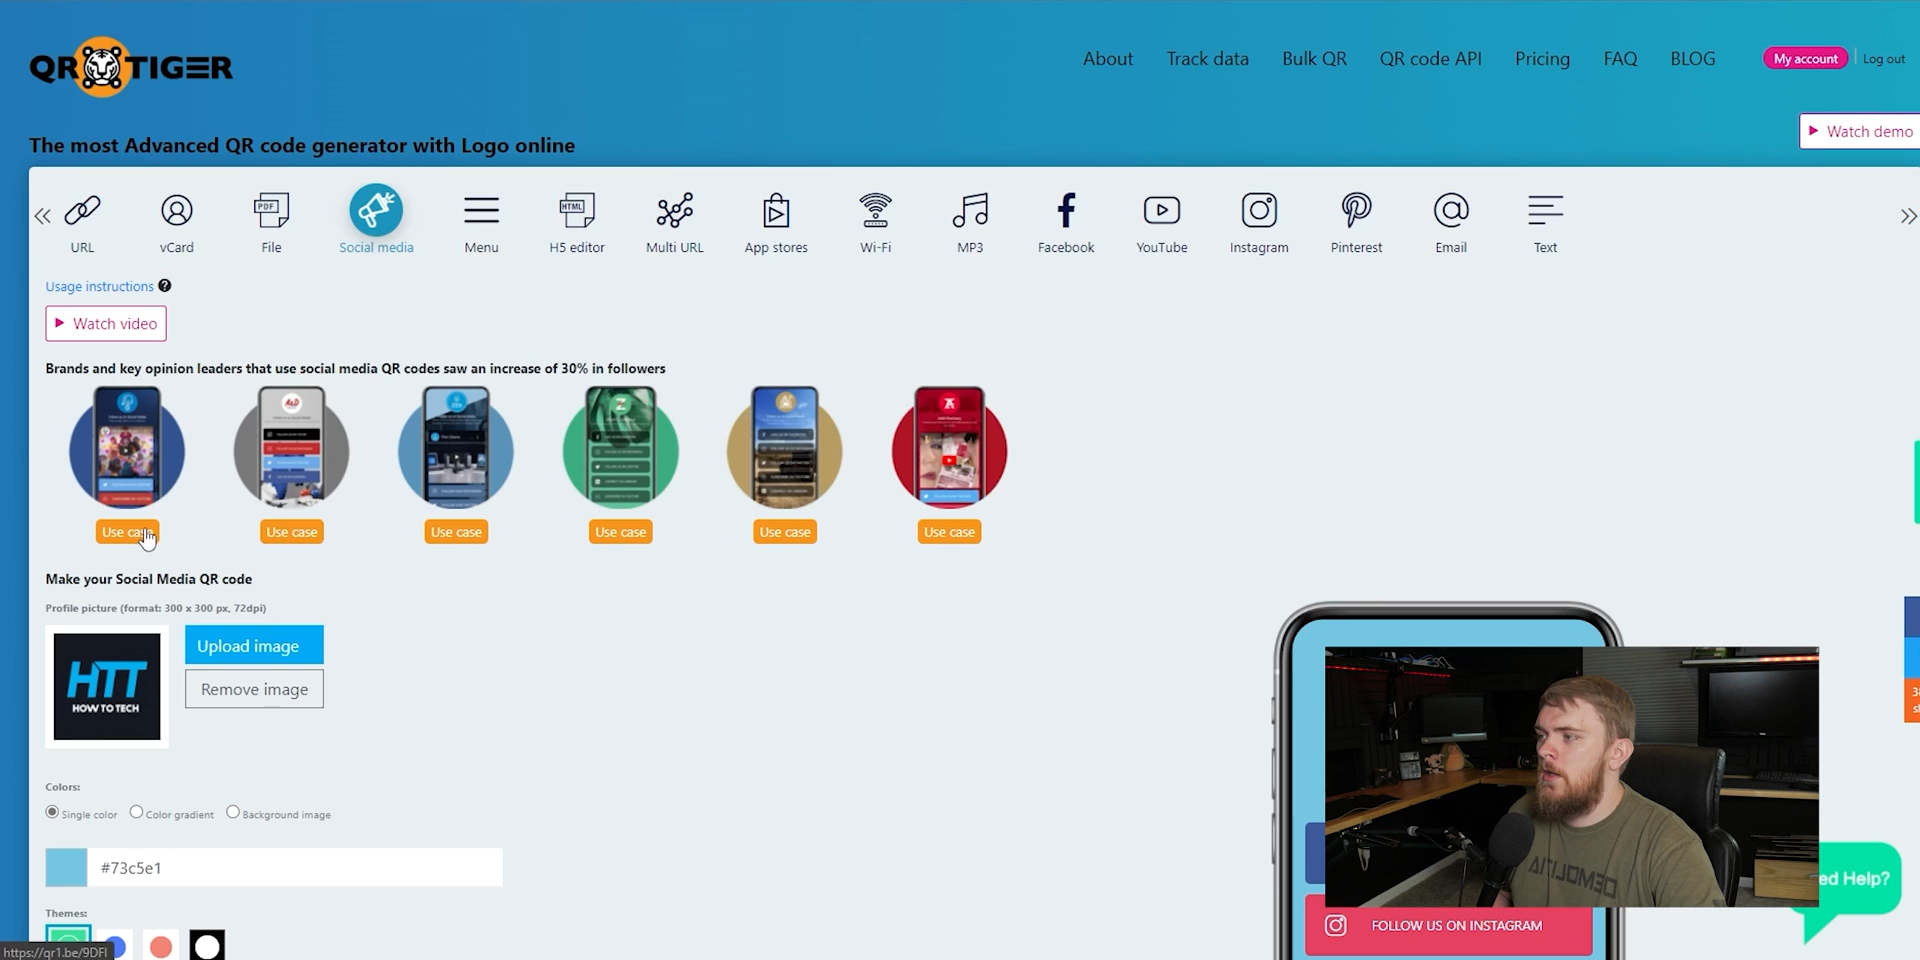 QR TIGER
About Track data Bulk QR QR code API Pricing FAQ BLOG My account Log out
Watch demo
The most Advanced QR code generator with Logo online
URL vCard File Social media Menu H5 editor Multi URL App stores Wi-Fi MP3 Facebook YouTube Instagram Pinterest Email Text
PDF
HTML
Usage instructions
Watch video
Brands and key opinion leaders that use social media QR codes saw an increase of 30% in followers
Use case Use case Use case Use case Use case
Make your Social Media QR code
Profile picture (format: 300 x 300 px, 72dpi)
HTT
HOW TO TECH
Upload image
Remove image
Colors:
Single color Color gradient Background image
#73c5e1
Themes:
https://qr1.be/9DFI
FOLLOW US ON INSTAGRAM
DEMOLITIA
Help?